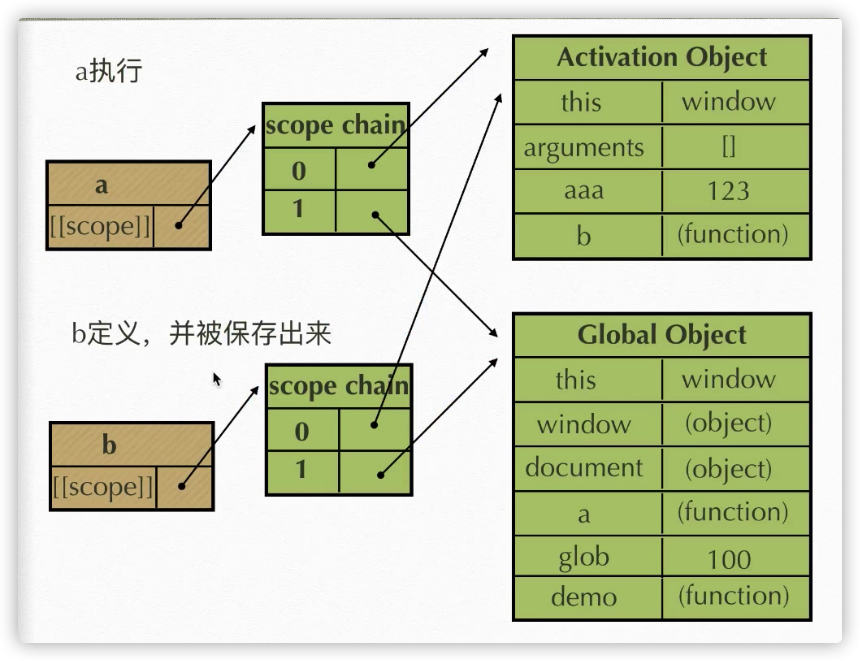 a执行
a
[[scope]]
scope chain
0
1
Activation Object
this window
arguments []
aaa 123
b (function)
b定义，并被保存出来
b
[[scope]]
scope chain
0
1
Global Object
this window
window (object)
document (object)
a (function)
glob 100
demo (function)